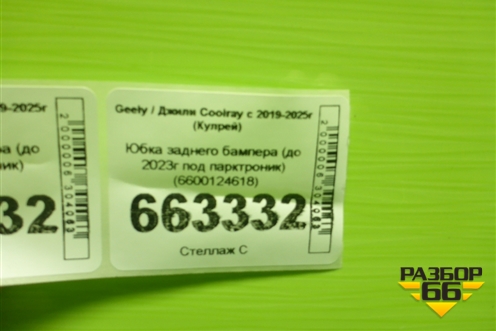 9-2025г
ра (до
ник)
32
Geely / Джили Coolray с 2019-2025г
(Кулрей)
Юбка заднего бампера (до
2023г под парктроник)
(6600124618)
663332
Стеллаж С
РАЗБОР
66